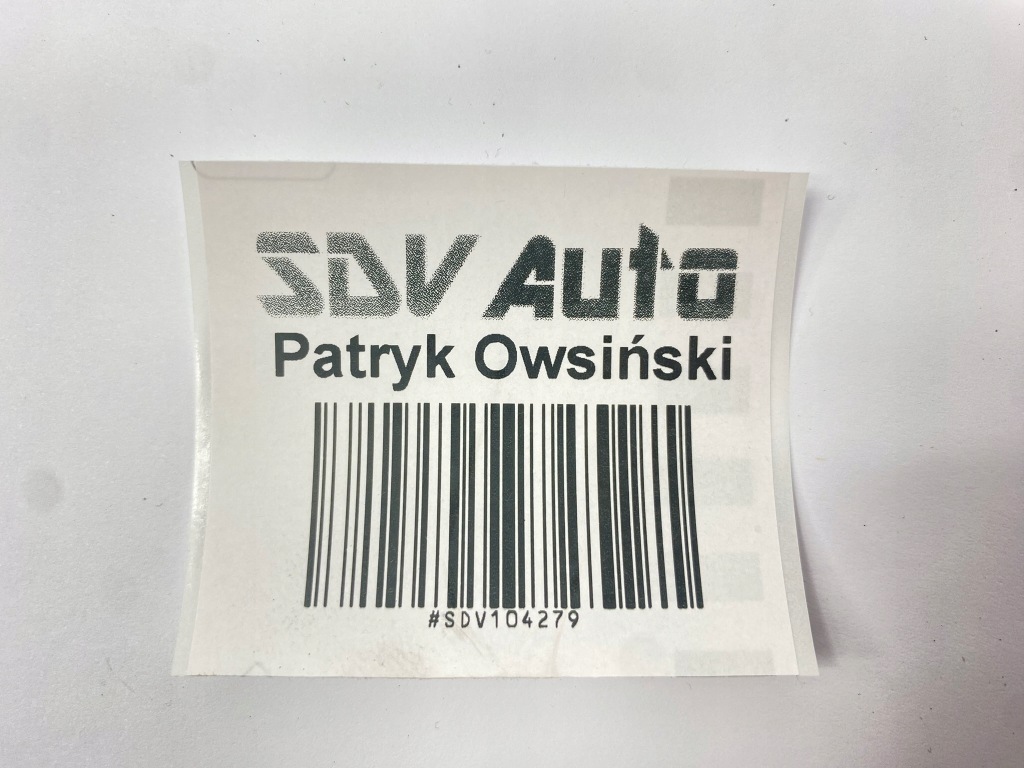 SDV Auto
Patryk Owsiński
#SDV104279